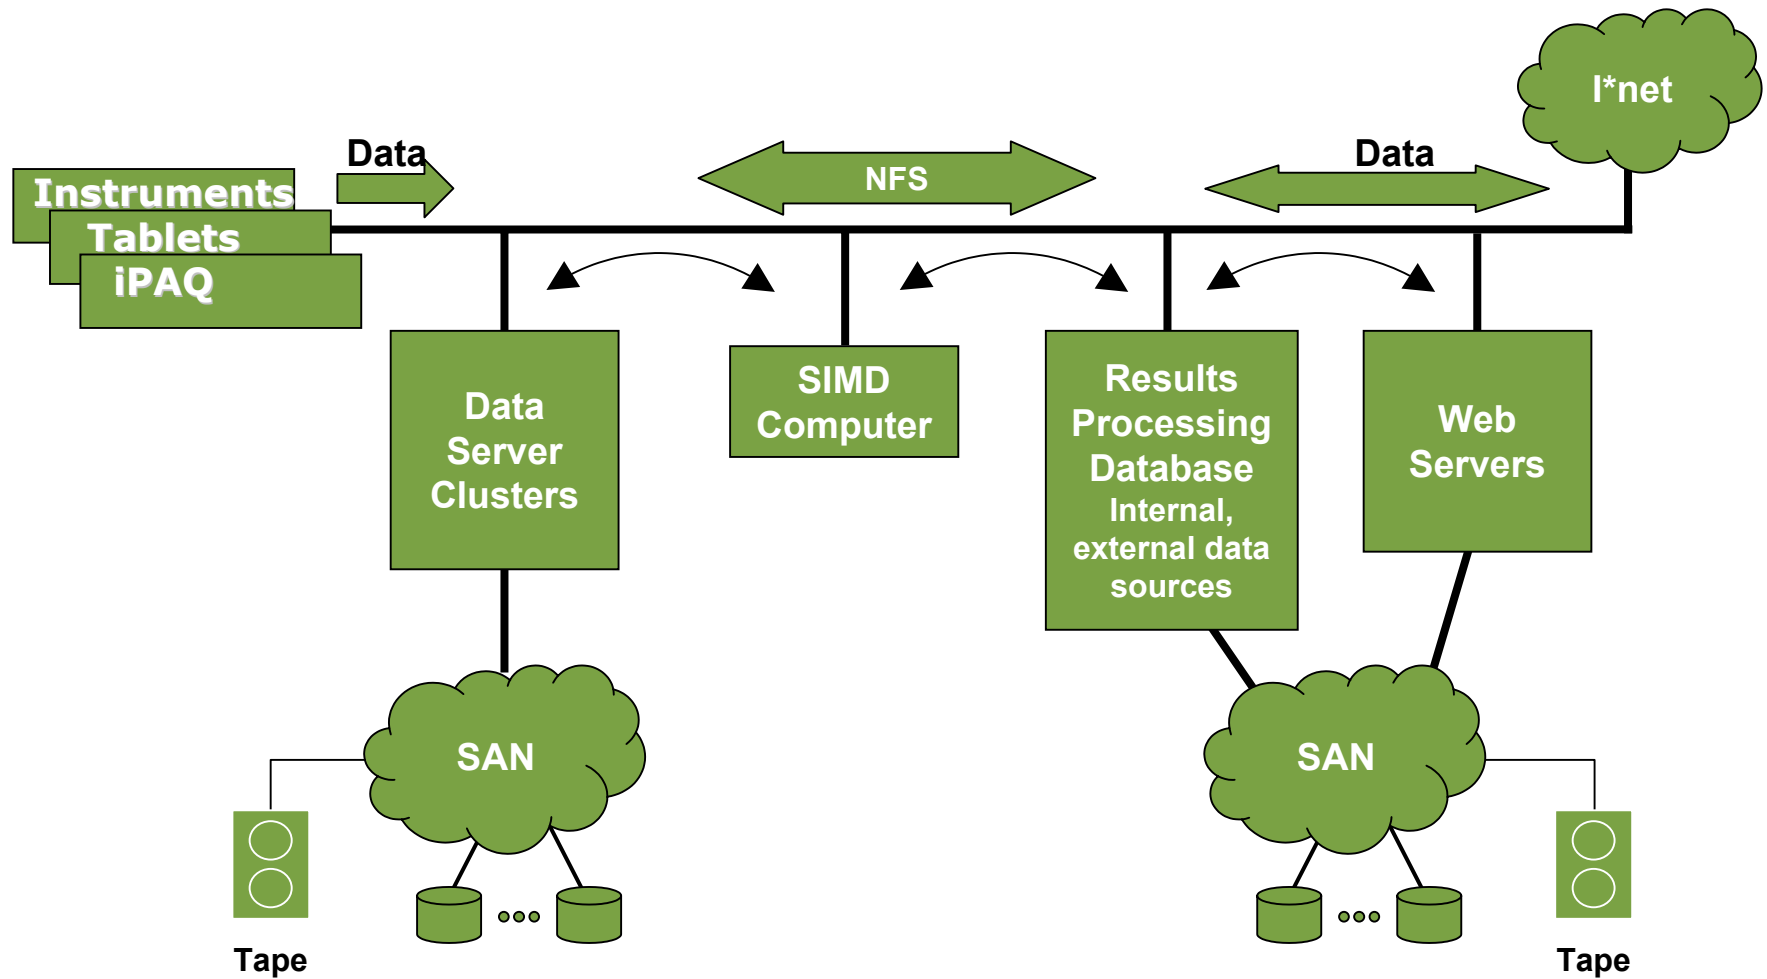 I*net
Data
NFS
Data
Instruments
Tablets
iPAQ
Data
Server
Clusters
SIMD
Computer
Results
Processing
Database
Internal,
external data
sources
Web
Servers
SAN
SAN
Tape
Tape